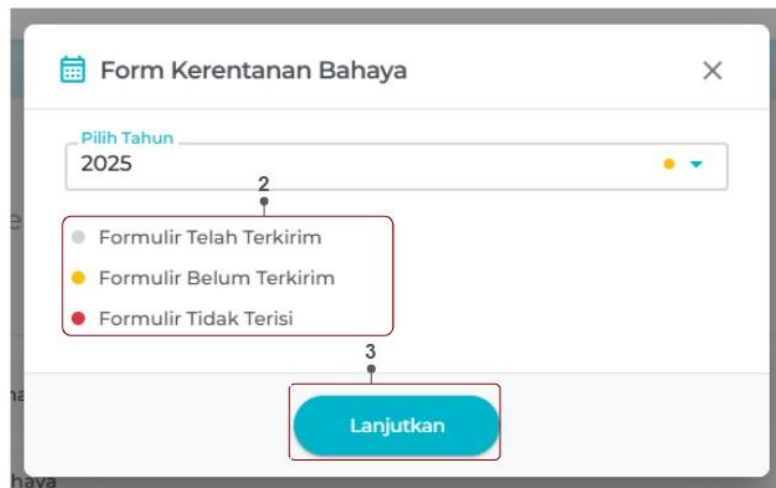 Form Kerentanan Bahaya
Pilih Tahun
2025
2
Formulir Telah Terkirim
Formulir Belum Terkirim
Formulir Tidak Terisi
3
Lanjutkan
haya